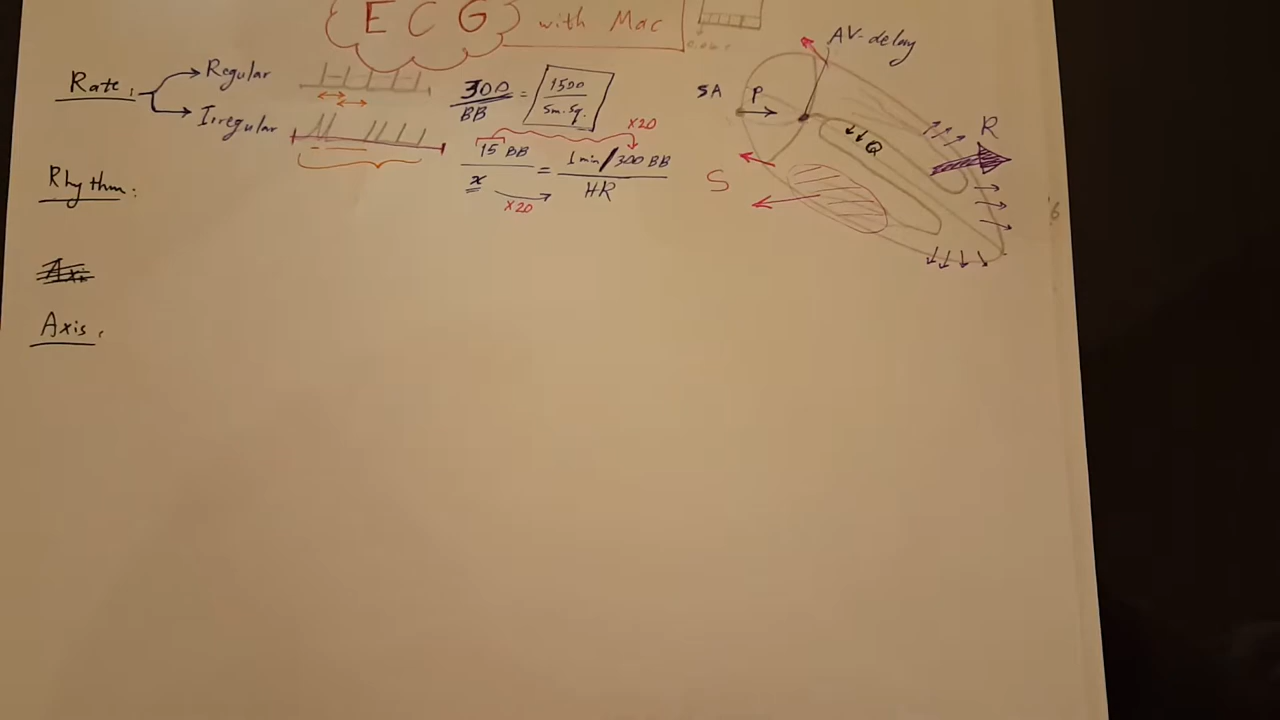 ECG with Mac
Rate:
Regular
Irregular
300 / BB = 1500 / Sm.Sq.
15 BB / x = 1 min/300 BB / HR
x20
x20
Rhythm:
Axis:
SA
P
AV-delay
Q
R
S